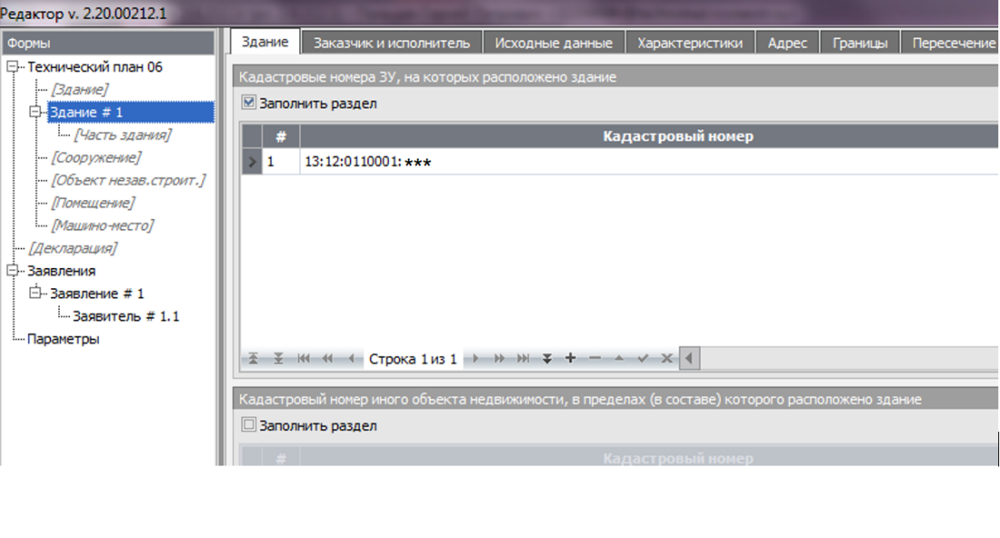 Редактор v. 2.20.00212.1
Формы
Технический план 06
[Здание]
Здание # 1
[Часть здания]
[Сооружение]
[Объект незав.строит.]
[Помещение]
[Машино-место]
[Декларация]
Заявления
Заявление # 1
Заявитель # 1.1
Параметры
Здание Заказчик и исполнитель Исходные данные Характеристики Адрес Границы Пересечение
Кадастровые номера ЗУ, на которых расположено здание
Заполнить раздел
# Кадастровый номер
1 13:12:0110001: ***
Строка 1 из 1
Кадастровый номер иного объекта недвижимости, в пределах (в составе) которого расположено здание
Заполнить раздел
# Кадастровый номер